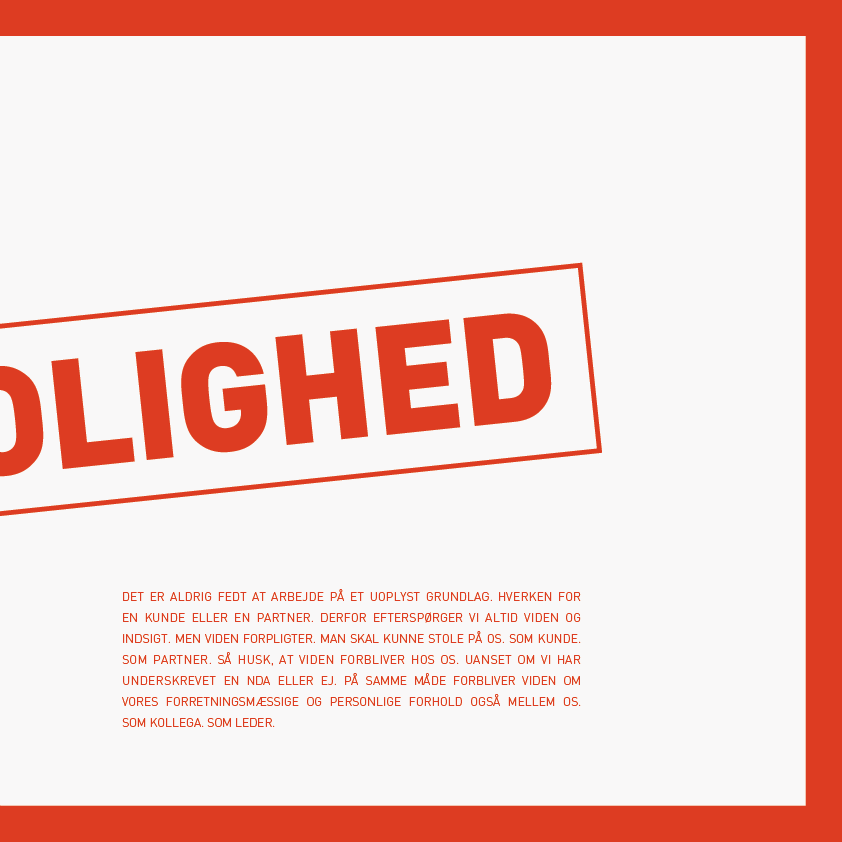 OLIGHED
DET ER ALDRIG FEDT AT ARBEJDE PÅ ET UOPLYST GRUNDLAG. HVERKEN FOR
EN KUNDE ELLER EN PARTNER. DERFOR EFTERSPØRGER VI ALTID VIDEN OG
INDSIGT. MEN VIDEN FORPLIGTER. MAN SKAL KUNNE STOLE PÅ OS. SOM KUNDE.
SOM PARTNER. SÅ HUSK, AT VIDEN FORBLIVER HOS OS. UANSET OM VI HAR
UNDERSKREVET EN NDA ELLER EJ. PÅ SAMME MÅDE FORBLIVER VIDEN OM
VORES FORRETNINGSMÆSSIGE OG PERSONLIGE FORHOLD OGSÅ MELLEM OS.
SOM KOLLEGA. SOM LEDER.